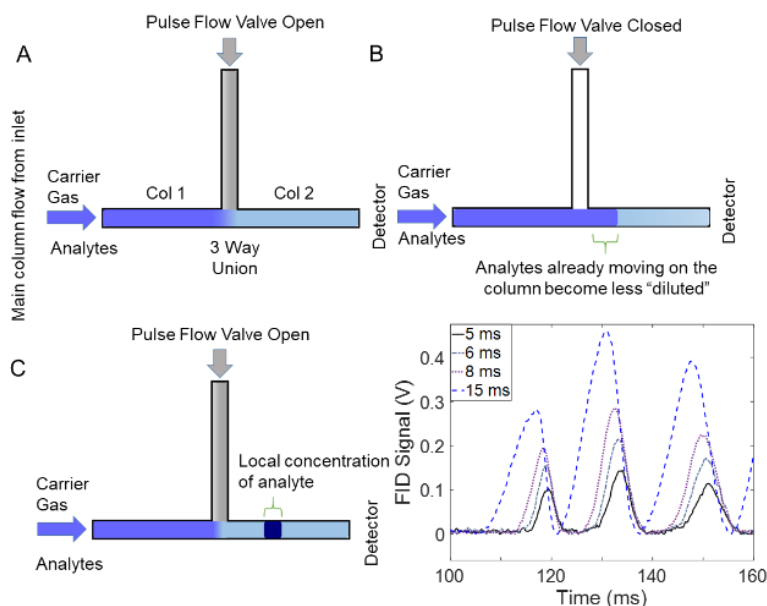 Pulse Flow Valve Open
A
Main column flow from inlet
Carrier
Gas
Analytes
Col 1
Col 2
3 Way
Union
Detector
Pulse Flow Valve Closed
B
Carrier
Gas
Analytes
Detector
Analytes already moving on the
column become less “diluted”
Pulse Flow Valve Open
C
Carrier
Gas
Analytes
Local concentration
of analyte
Detector
5 ms
6 ms
8 ms
15 ms
FID Signal (V)
0.4
0.3
0.2
0.1
0
100
120
140
160
Time (ms)